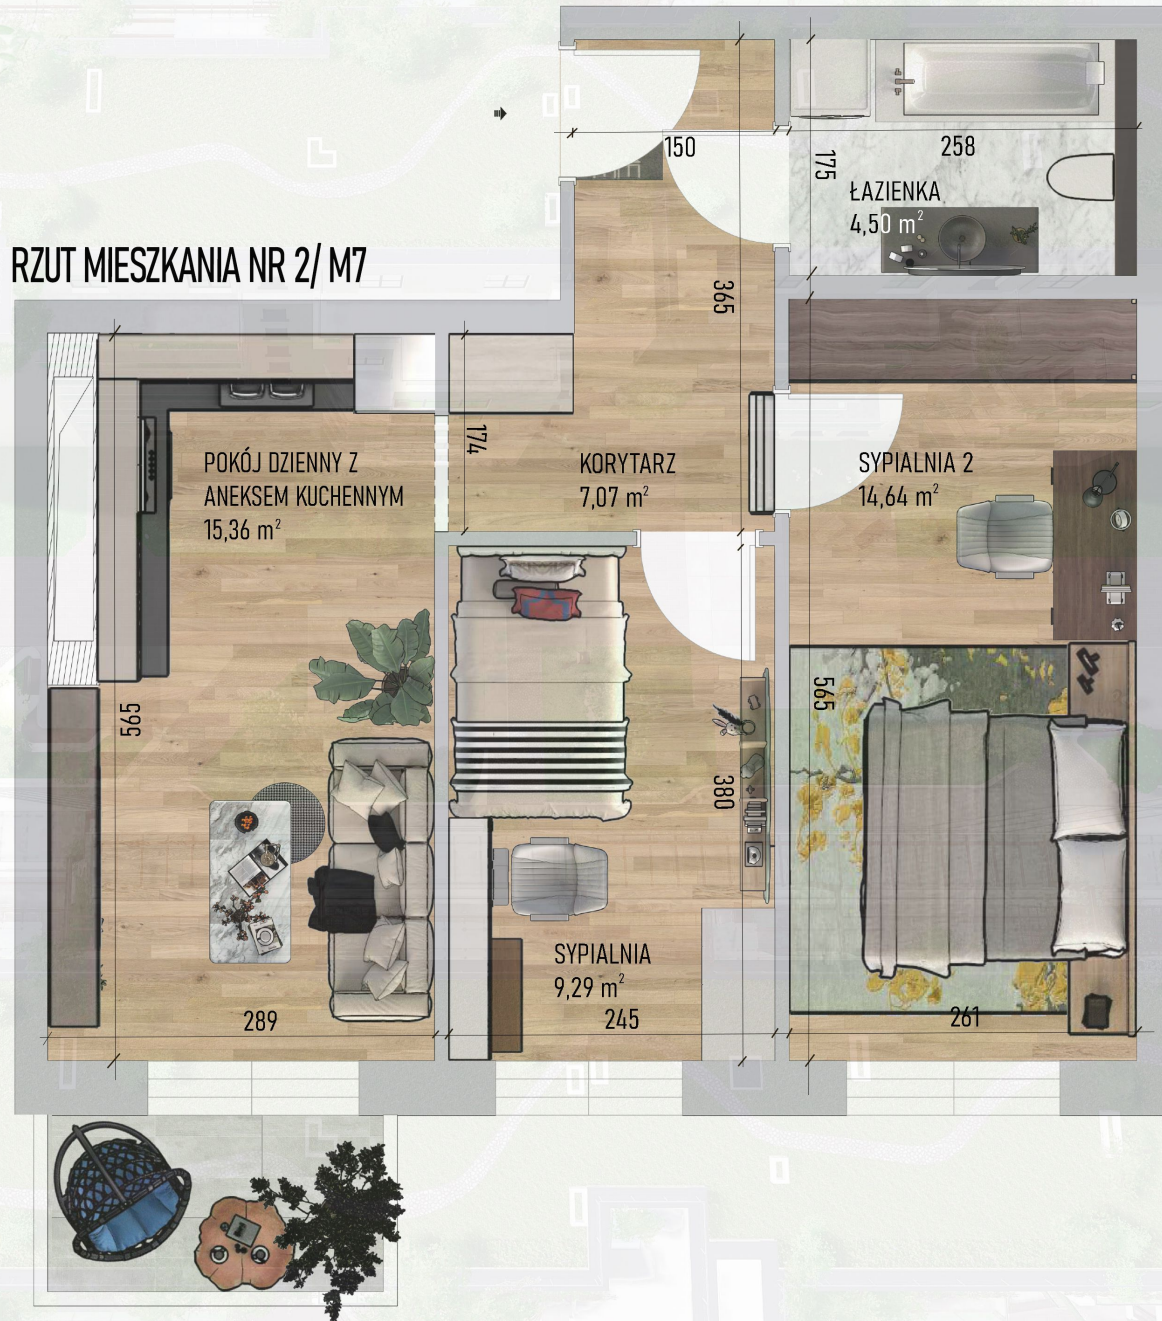 150
258
175
ŁAZIENKA
4,50 m²
RZUT MIESZKANIA NR 2/ M7
365
174
POKÓJ DZIENNY Z
ANEKSEM KUCHENNYM
15,36 m²
KORYTARZ
7,07 m²
SYPIALNIA 2
14,64 m²
595
565
380
SYPIALNIA
9,29 m²
289
245
261